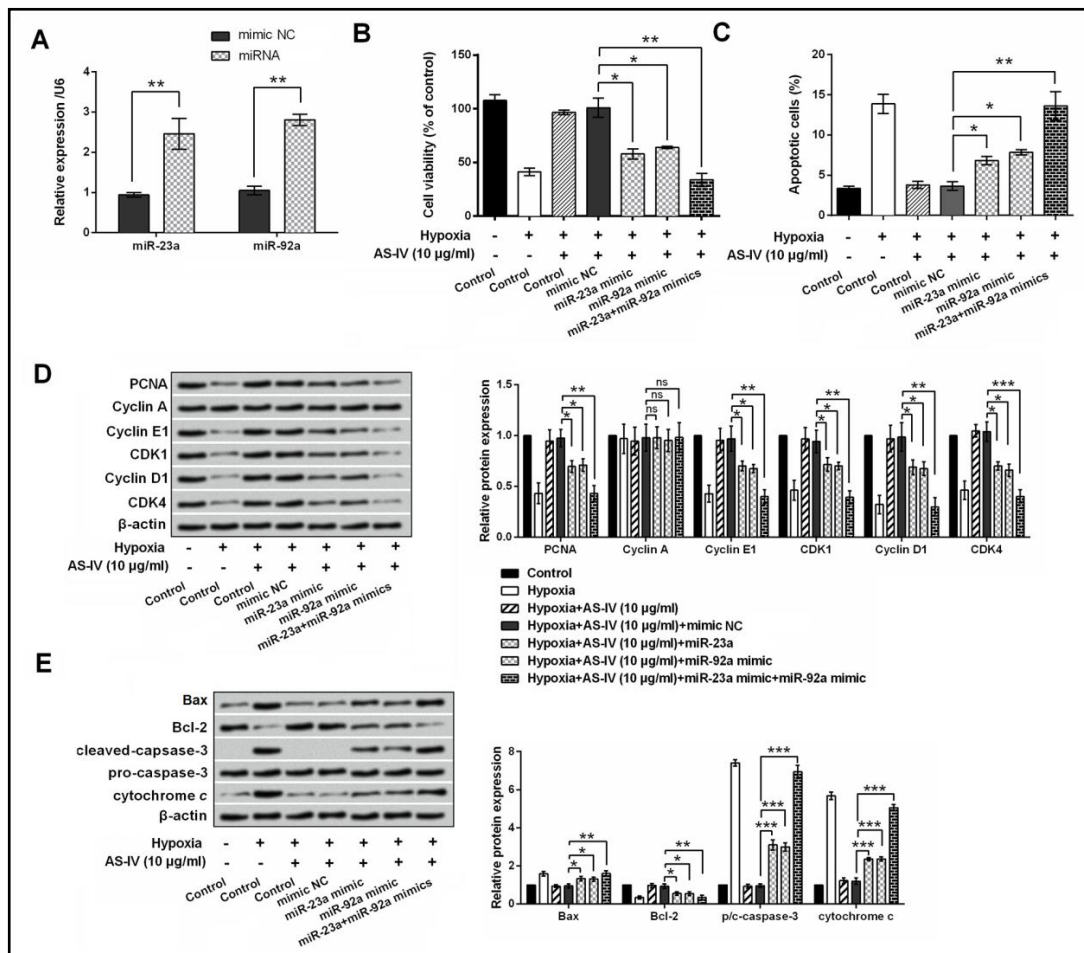 A
mimic NC
miRNA
Relative expression /U6
4
3
2
1
0
**
**
miR-23a
miR-92a
B
Cell viability (% of control)
150
100
50
0
**
*
*
Hypoxia - + + + + + +
AS-IV (10 µg/ml) - - + + + + +
Control
Control
Control
mimic NC
miR-23a mimic
miR-92a mimic
miR-23a+miR-92a mimics
C
Apoptotic cells (%)
20
15
10
5
0
**
*
*
Hypoxia - + + + + + +
AS-IV (10 µg/ml) - - + + + + +
Control
Control
Control
mimic NC
miR-23a mimic
miR-92a mimic
miR-23a+miR-92a mimics
D
PCNA
Cyclin A
Cyclin E1
CDK1
Cyclin D1
CDK4
β-actin
Hypoxia - + + + + + +
AS-IV (10 µg/ml) - - + + + + +
Control
Control
Control
mimic NC
miR-23a mimic
miR-92a mimic
miR-23a+miR-92a mimics
Relative protein expression
1.5
1.0
0.5
0.0
**
*
*
ns
ns
ns
**
*
*
**
*
*
**
*
*
***
*
*
PCNA Cyclin A Cyclin E1 CDK1 Cyclin D1 CDK4
Control
Hypoxia
Hypoxia+AS-IV (10 µg/ml)
Hypoxia+AS-IV (10 µg/ml)+mimic NC
Hypoxia+AS-IV (10 µg/ml)+miR-23a
Hypoxia+AS-IV (10 µg/ml)+miR-92a mimic
Hypoxia+AS-IV (10 µg/ml)+miR-23a mimic+miR-92a mimic
E
Bax
Bcl-2
cleaved-capsase-3
pro-caspase-3
cytochrome c
β-actin
Hypoxia - + + + + + +
AS-IV (10 µg/ml) - - + + + + +
Control
Control
Control
mimic NC
miR-23a mimic
miR-92a mimic
miR-23a+miR-92a mimics
Relative protein expression
8
6
4
2
0
**
*
*
**
*
*
***
***
***
***
***
***
Bax Bcl-2 p/c-caspase-3 cytochrome c